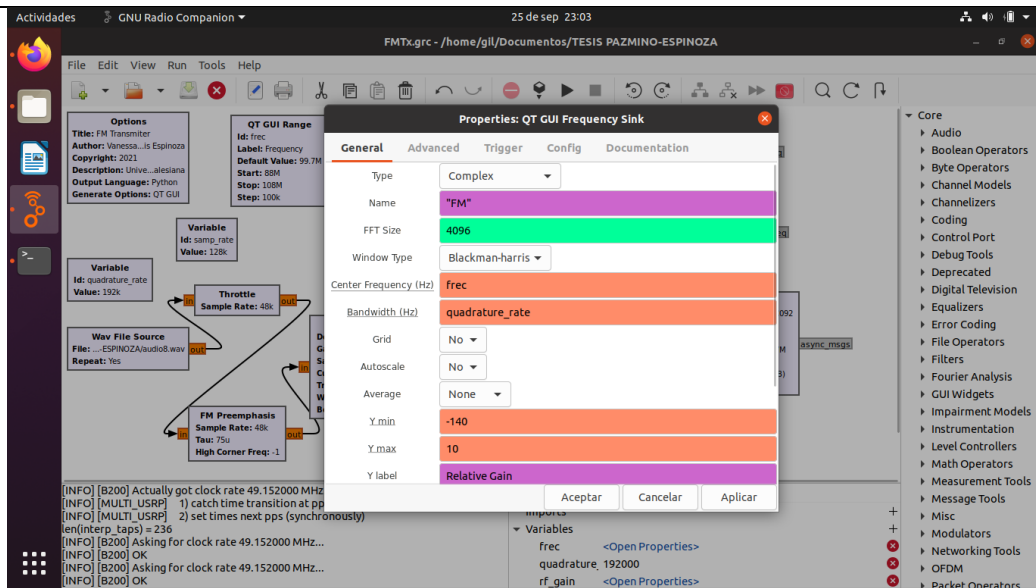 Actividades GNU Radio Companion 25 de sep 23:03
FMTx.grc - /home/gil/Documentos/TESIS PAZMINO-ESPINOZA
File Edit View Run Tools Help
Options
Title: FM Transmiter
Author: Vanessa...is Espinoza
Copyright: 2021
Description: Unive...alesiana
Output Language: Python
Generate Options: QT GUI
QT GUI Range
Id: frec
Label: Frequency
Default Value: 99.7M
Start: 88M
Stop: 108M
Step: 100k
Variable
Id: samp_rate
Value: 128k
Variable
Id: quadrature_rate
Value: 192k
Throttle
Sample Rate: 48k
in
out
Wav File Source
File: ...-ESPINOZA/audio8.wav
Repeat: Yes
out
in
FM Preemphasis
Sample Rate: 48k
Tau: 75u
High Corner Freq: -1
in
out
Properties: QT GUI Frequency Sink
General Advanced Trigger Config Documentation
Type Complex
Name "FM"
FFT Size 4096
Window Type Blackman-harris
Center Frequency (Hz) frec
Bandwidth (Hz) quadrature_rate
Grid No
Autoscale No
Average None
Y min -140
Y max 10
Y label Relative Gain
Aceptar Cancelar Aplicar
async_msgs
Core
Audio
Boolean Operators
Byte Operators
Channel Models
Channelizers
Coding
Control Port
Debug Tools
Deprecated
Digital Television
Equalizers
Error Coding
File Operators
Filters
Fourier Analysis
GUI Widgets
Impairment Models
Instrumentation
Level Controllers
Math Operators
Measurement Tools
Message Tools
Misc
Modulators
Networking Tools
OFDM
Packet Operators
[INFO] [B200] Actually got clock rate 49.152000 MHz
[INFO] [MULTI_USRP] 1) catch time transition at pp
[INFO] [MULTI_USRP] 2) set times next pps (synchronously)
len(interp_taps) = 236
[INFO] [B200] Asking for clock rate 49.152000 MHz...
[INFO] [B200] OK
[INFO] [B200] Asking for clock rate 49.152000 MHz...
[INFO] [B200] OK
Imports
Variables
frec <Open Properties>
quadrature_ 192000
rf_gain <Open Properties>